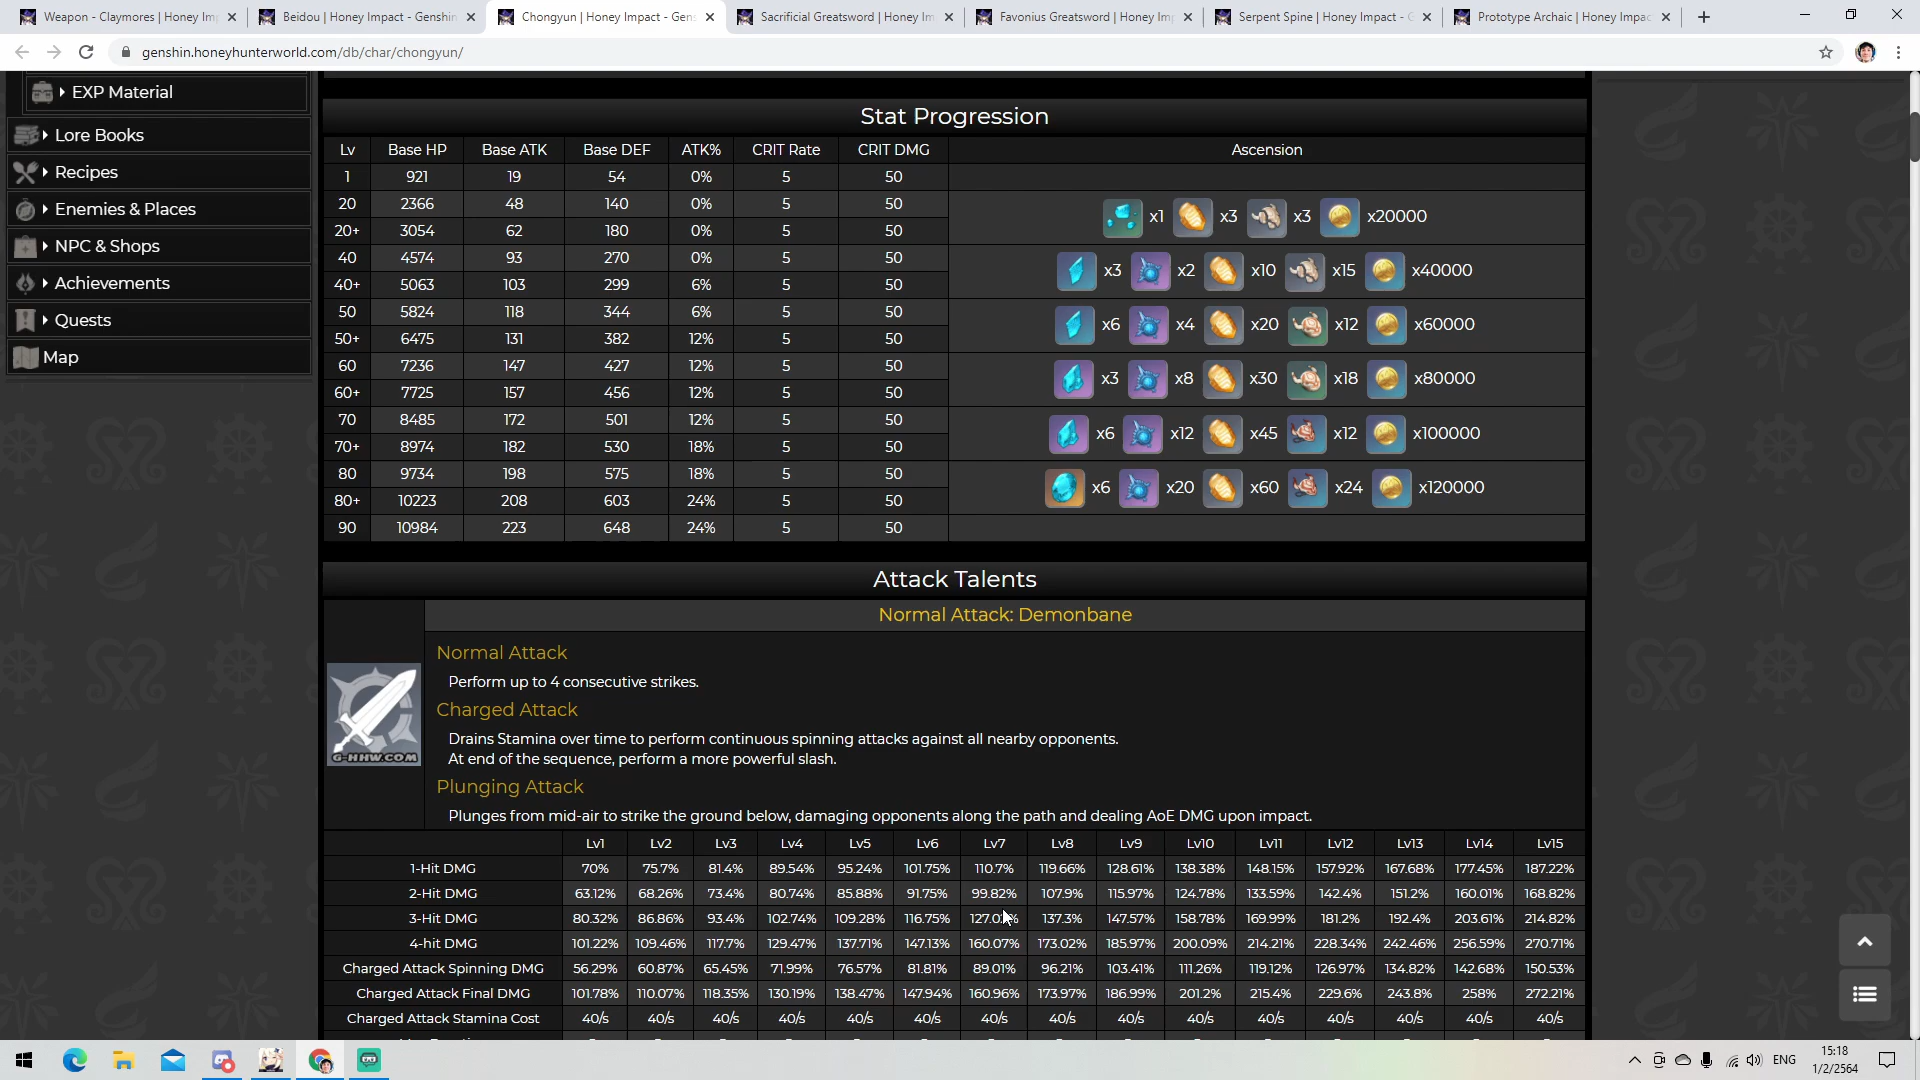 Weapon - Claymores | Honey Im
Beidou | Honey Impact - Genshin
Chongyun | Honey Impact - Gens
Sacrificial Greatsword | Honey Im
Favonius Greatsword | Honey Im
Serpent Spine | Honey Impact - G
Prototype Archaic | Honey Impac
genshin.honeyhunterworld.com/db/char/chongyun/
EXP Material
Lore Books
Recipes
Enemies & Places
NPC & Shops
Achievements
Quests
Map
Stat Progression
Lv Base HP Base ATK Base DEF ATK% CRIT Rate CRIT DMG Ascension
1 921 19 54 0% 5 50
20 2366 48 140 0% 5 50
x1 x3 x3 x20000
20+ 3054 62 180 0% 5 50
40 4574 93 270 0% 5 50
x3 x2 x10 x15 x40000
40+ 5063 103 299 6% 5 50
50 5824 118 344 6% 5 50
x6 x4 x20 x12 x60000
50+ 6475 131 382 12% 5 50
60 7236 147 427 12% 5 50
x3 x8 x30 x18 x80000
60+ 7725 157 456 12% 5 50
70 8485 172 501 12% 5 50
x6 x12 x45 x12 x100000
70+ 8974 182 530 18% 5 50
80 9734 198 575 18% 5 50
x6 x20 x60 x24 x120000
80+ 10223 208 603 24% 5 50
90 10984 223 648 24% 5 50
Attack Talents
Normal Attack: Demonbane
G-HHW.COM
Normal Attack
Perform up to 4 consecutive strikes.
Charged Attack
Drains Stamina over time to perform continuous spinning attacks against all nearby opponents.
At end of the sequence, perform a more powerful slash.
Plunging Attack
Plunges from mid-air to strike the ground below, damaging opponents along the path and dealing AoE DMG upon impact.
Lv1 Lv2 Lv3 Lv4 Lv5 Lv6 Lv7 Lv8 Lv9 Lv10 Lv11 Lv12 Lv13 Lv14 Lv15
1-Hit DMG 70% 75.7% 81.4% 89.54% 95.24% 101.75% 110.7% 119.66% 128.61% 138.38% 148.15% 157.92% 167.68% 177.45% 187.22%
2-Hit DMG 63.12% 68.26% 73.4% 80.74% 85.88% 91.75% 99.82% 107.9% 115.97% 124.78% 133.59% 142.4% 151.2% 160.01% 168.82%
3-Hit DMG 80.32% 86.86% 93.4% 102.74% 109.28% 116.75% 137.3% 147.57% 158.78% 169.99% 181.2% 192.4% 203.61% 214.82%
4-hit DMG 101.22% 109.46% 117.7% 129.47% 137.71% 147.13% 160.07% 173.02% 185.97% 200.09% 214.21% 228.34% 242.46% 256.59% 270.71%
Charged Attack Spinning DMG 56.29% 60.87% 65.45% 71.99% 76.57% 81.81% 89.01% 96.21% 103.41% 111.26% 119.12% 126.97% 134.82% 142.68% 150.53%
Charged Attack Final DMG 101.78% 110.07% 118.35% 130.19% 138.47% 147.94% 160.96% 173.97% 186.99% 201.2% 215.4% 229.6% 243.8% 258% 272.21%
Charged Attack Stamina Cost 40/s 40/s 40/s 40/s 40/s 40/s 40/s 40/s 40/s 40/s 40/s 40/s 40/s 40/s 40/s
ENG
15:18
1/2/2564